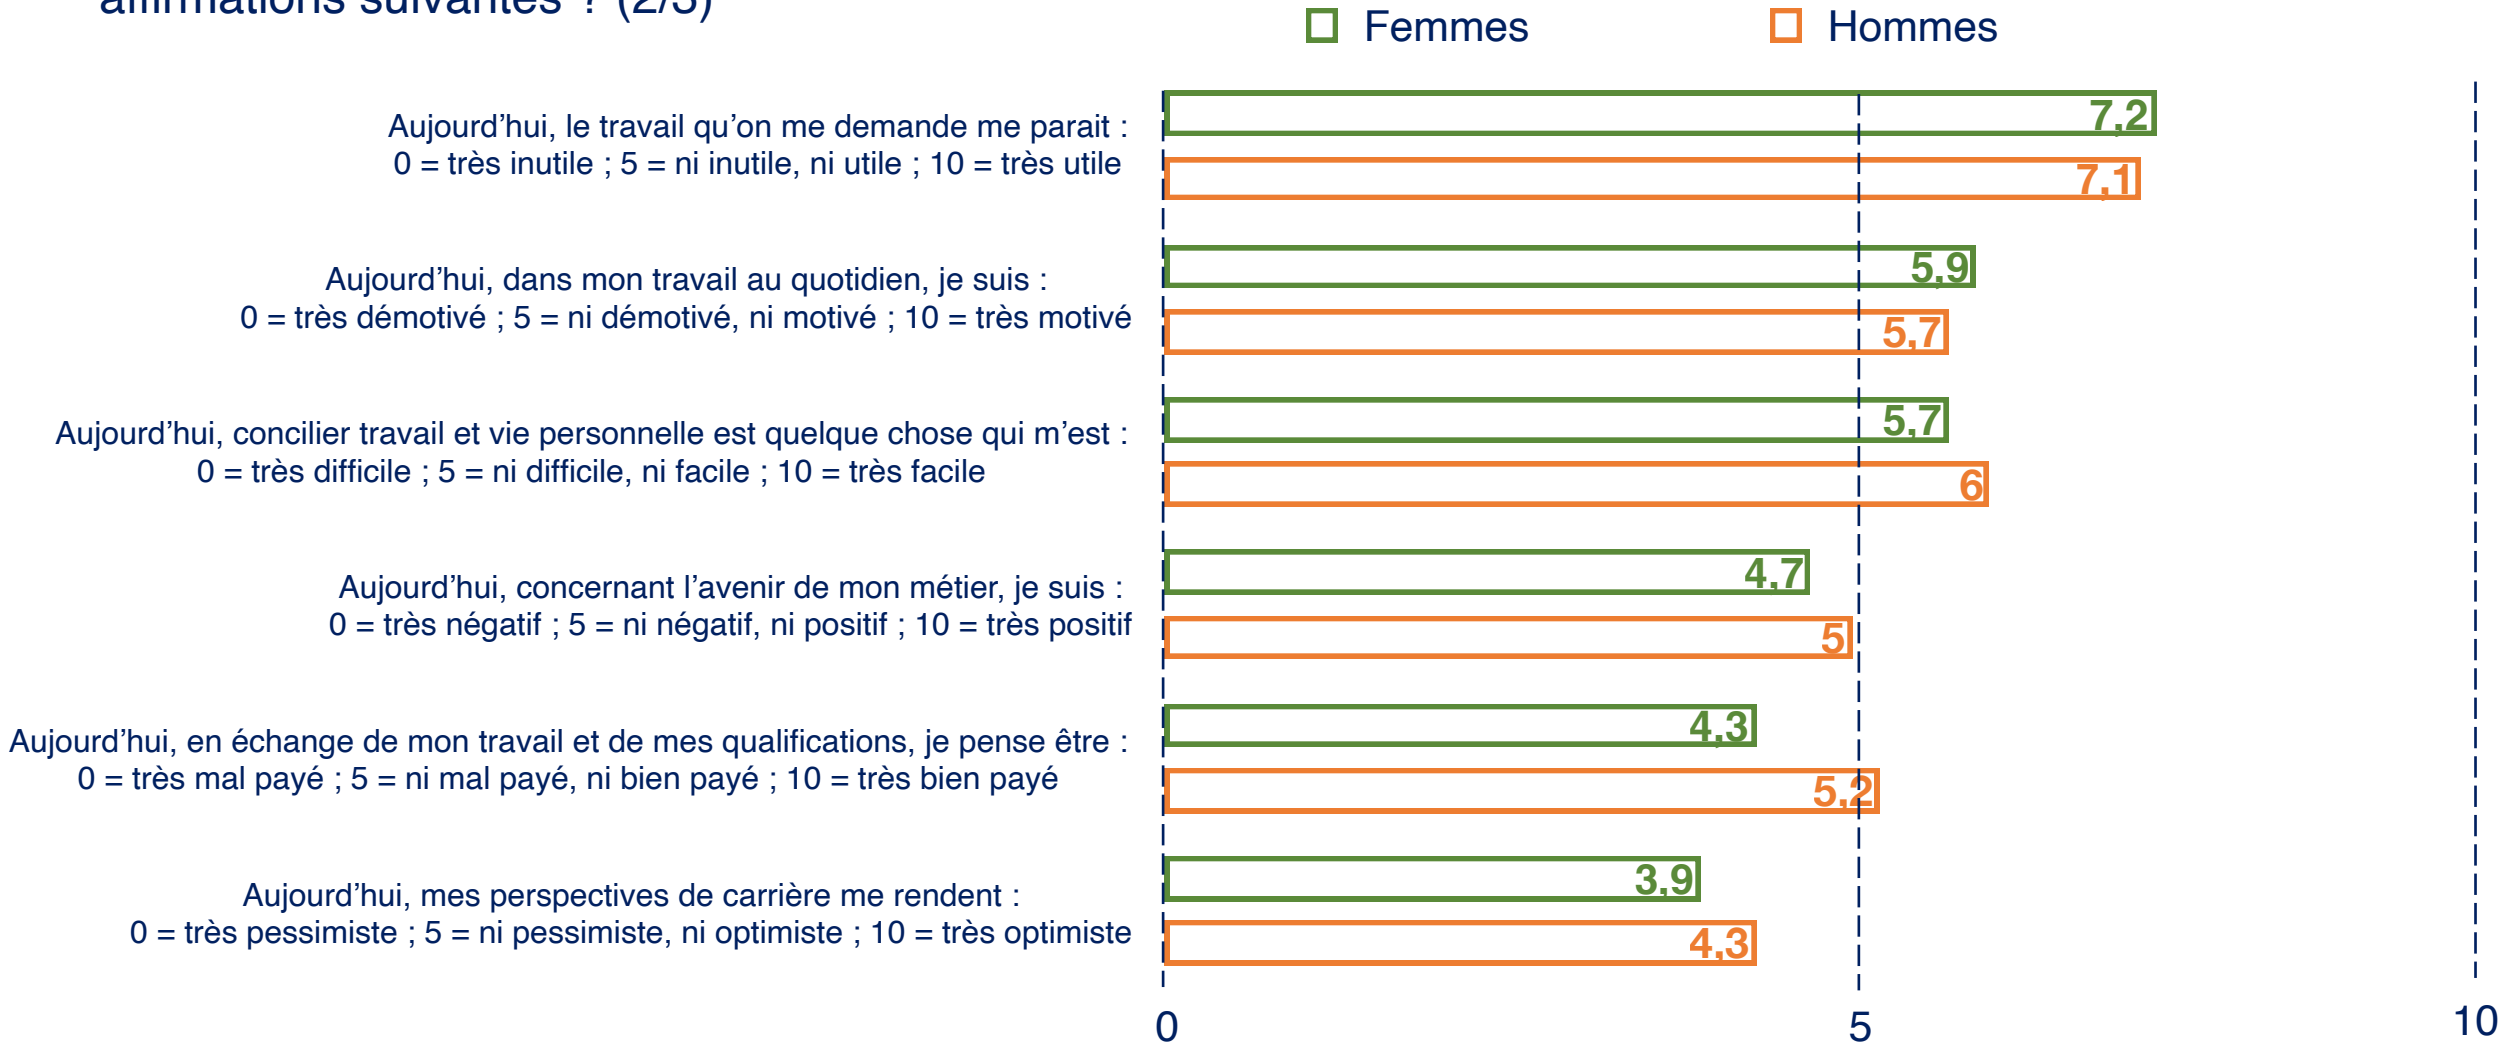 affirmations suivantes ? (2/3)
Femmes
Hommes
Aujourd’hui, le travail qu’on me demande me parait :
0 = très inutile ; 5 = ni inutile, ni utile ; 10 = très utile
7,2
7,1
Aujourd’hui, dans mon travail au quotidien, je suis :
0 = très démotivé ; 5 = ni démotivé, ni motivé ; 10 = très motivé
5,9
5,7
Aujourd’hui, concilier travail et vie personnelle est quelque chose qui m’est :
0 = très difficile ; 5 = ni difficile, ni facile ; 10 = très facile
5,7
6
Aujourd’hui, concernant l’avenir de mon métier, je suis :
0 = très négatif ; 5 = ni négatif, ni positif ; 10 = très positif
4,7
5
Aujourd’hui, en échange de mon travail et de mes qualifications, je pense être :
0 = très mal payé ; 5 = ni mal payé, ni bien payé ; 10 = très bien payé
4,3
5,2
Aujourd’hui, mes perspectives de carrière me rendent :
0 = très pessimiste ; 5 = ni pessimiste, ni optimiste ; 10 = très optimiste
3,9
4,3
0
5
10